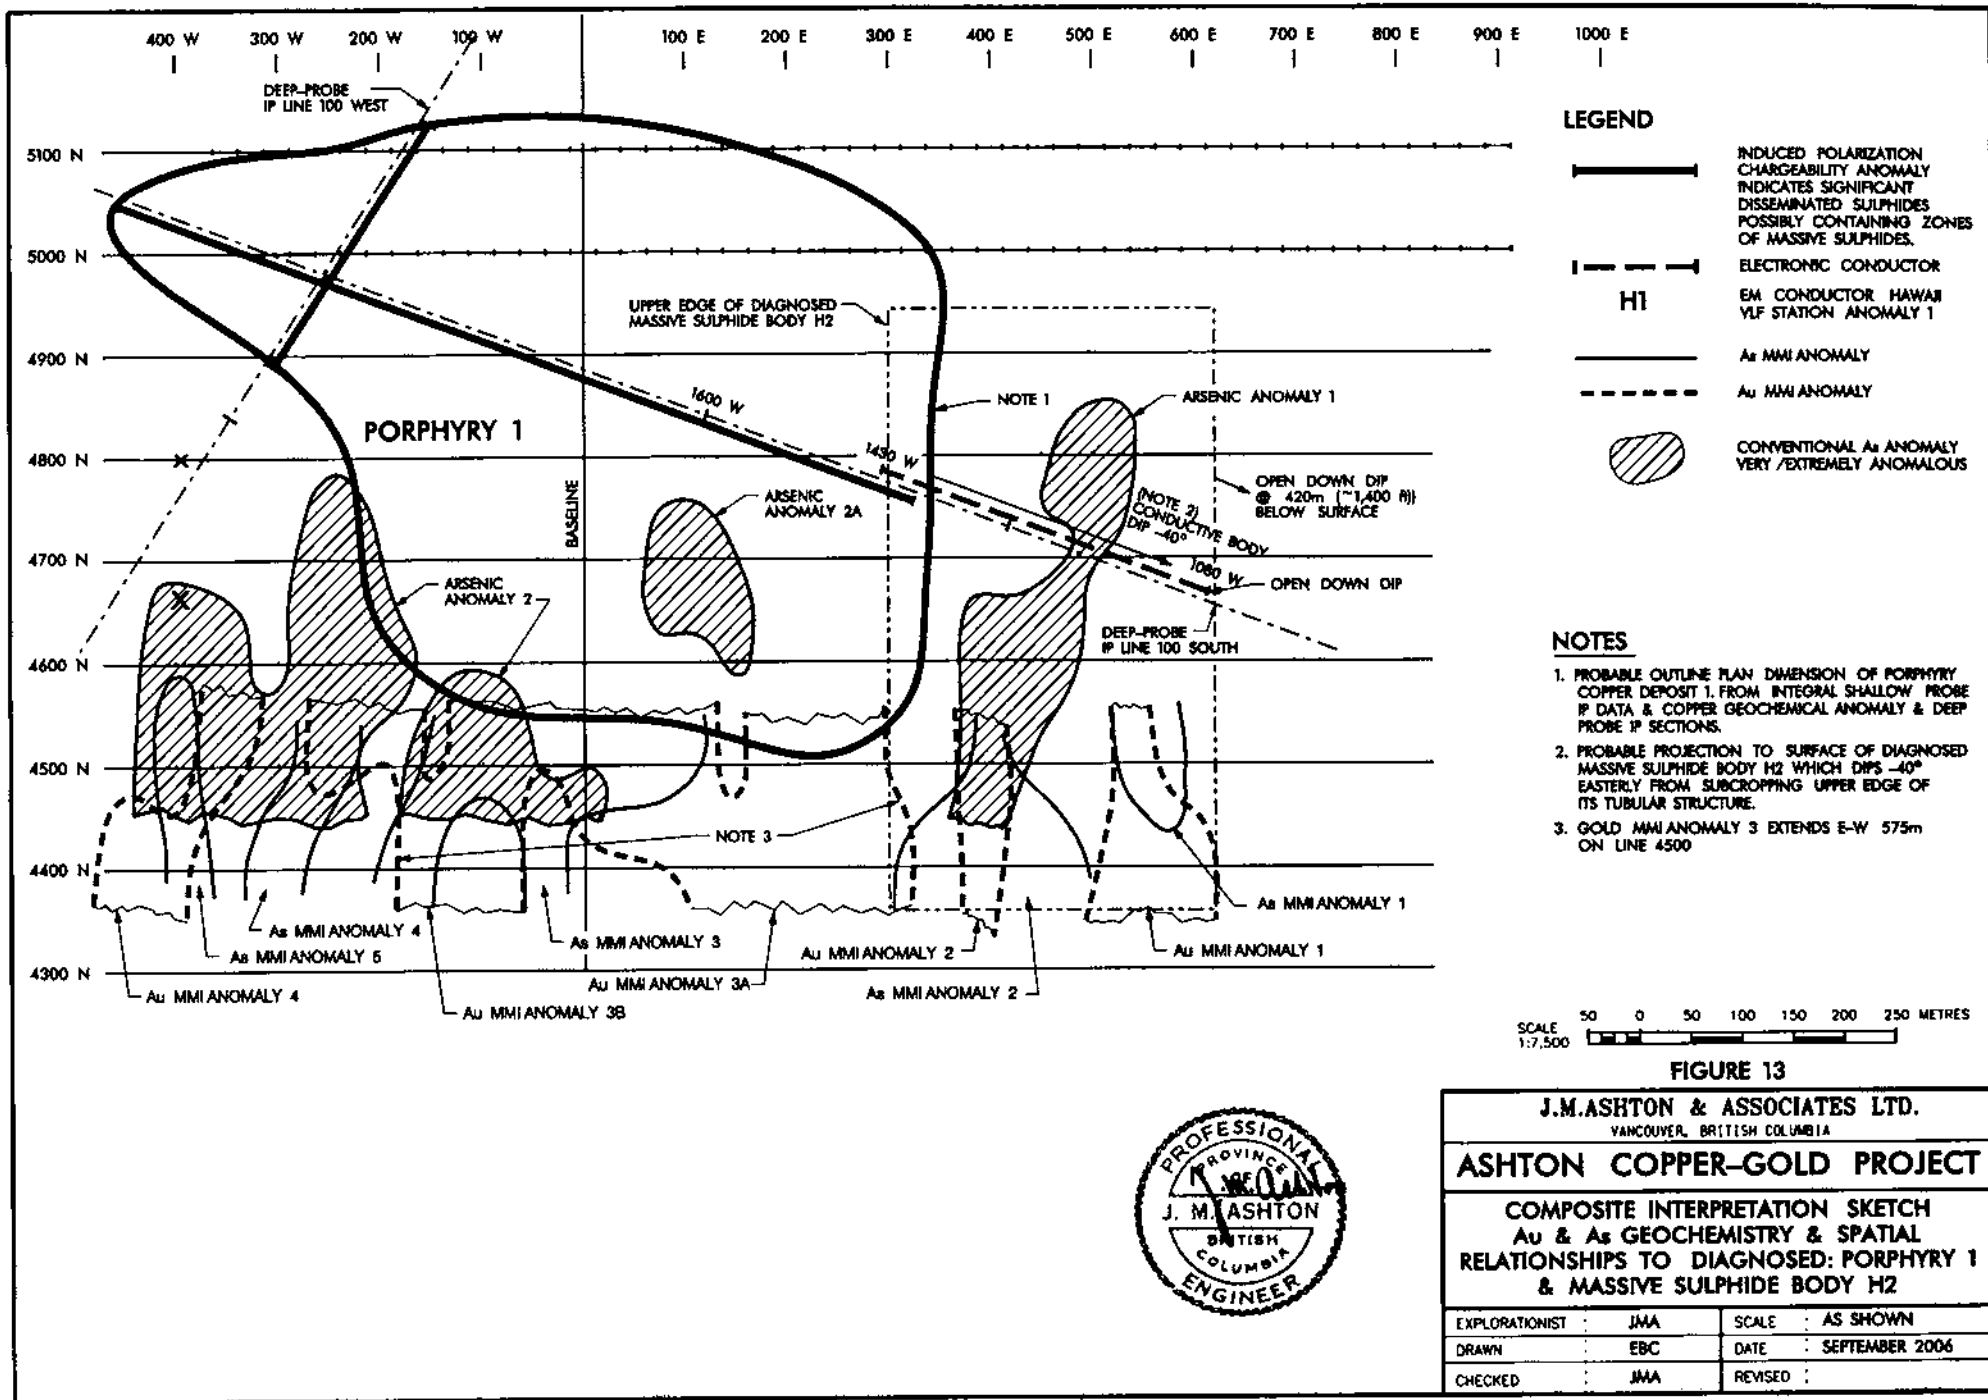 400 W
300 W
200 W
100 W
100 E
200 E
300 E
400 E
500 E
600 E
700 E
800 E
900 E
1000 E
DEEP-PROBE
IP LINE 100 WEST
5100 N
5000 N
4900 N
4800 N
4700 N
4600 N
4500 N
4400 N
4300 N
UPPER EDGE OF DIAGNOSED
MASSIVE SULPHIDE BODY H2
PORPHYRY 1
BASELINE
1600 W
1430 W
NOTE 1
ARSENIC ANOMALY 1
ARSENIC
ANOMALY 2A
OPEN DOWN DIP
@ 420m (~1,400 ft)
BELOW SURFACE
(NOTE 2)
CONDUCTIVE BODY
DIP -40°
1080 W
OPEN DOWN DIP
ARSENIC
ANOMALY 2
DEEP-PROBE
IP LINE 100 SOUTH
X
X
NOTE 3
As MMI ANOMALY 4
As MMI ANOMALY 5
Au MMI ANOMALY 4
As MMI ANOMALY 3
Au MMI ANOMALY 3A
Au MMI ANOMALY 3B
Au MMI ANOMALY 2
As MMI ANOMALY 2
As MMI ANOMALY 1
Au MMI ANOMALY 1
LEGEND
INDUCED POLARIZATION
CHARGEABILITY ANOMALY
INDICATES SIGNIFICANT
DISSEMINATED SULPHIDES
POSSIBLY CONTAINING ZONES
OF MASSIVE SULPHIDES.
ELECTRONIC CONDUCTOR
H1
EM CONDUCTOR HAWAII
VLF STATION ANOMALY 1
As MMI ANOMALY
Au MMI ANOMALY
CONVENTIONAL As ANOMALY
VERY /EXTREMELY ANOMALOUS
NOTES
1. PROBABLE OUTLINE PLAN DIMENSION OF PORPHYRY
COPPER DEPOSIT 1. FROM INTEGRAL SHALLOW PROBE
IP DATA & COPPER GEOCHEMICAL ANOMALY & DEEP
PROBE IP SECTIONS.
2. PROBABLE PROJECTION TO SURFACE OF DIAGNOSED
MASSIVE SULPHIDE BODY H2 WHICH DIPS -40°
EASTERLY FROM SUBCROPPING UPPER EDGE OF
ITS TUBULAR STRUCTURE.
3. GOLD MMI ANOMALY 3 EXTENDS E-W 575m
ON LINE 4500
SCALE
1:7,500
50 0 50 100 150 200 250 METRES
FIGURE 13
J.M.ASHTON & ASSOCIATES LTD.
VANCOUVER, BRITISH COLUMBIA
ASHTON COPPER-GOLD PROJECT
COMPOSITE INTERPRETATION SKETCH
Au & As GEOCHEMISTRY & SPATIAL
RELATIONSHIPS TO DIAGNOSED: PORPHYRY 1
& MASSIVE SULPHIDE BODY H2
EXPLORATIONIST : JMA
SCALE : AS SHOWN
DRAWN : EBC
DATE : SEPTEMBER 2006
CHECKED : JMA
REVISED :
PROFESSIONAL
PROVINCE
OF
J. M. ASHTON
BRITISH
COLUMBIA
ENGINEER